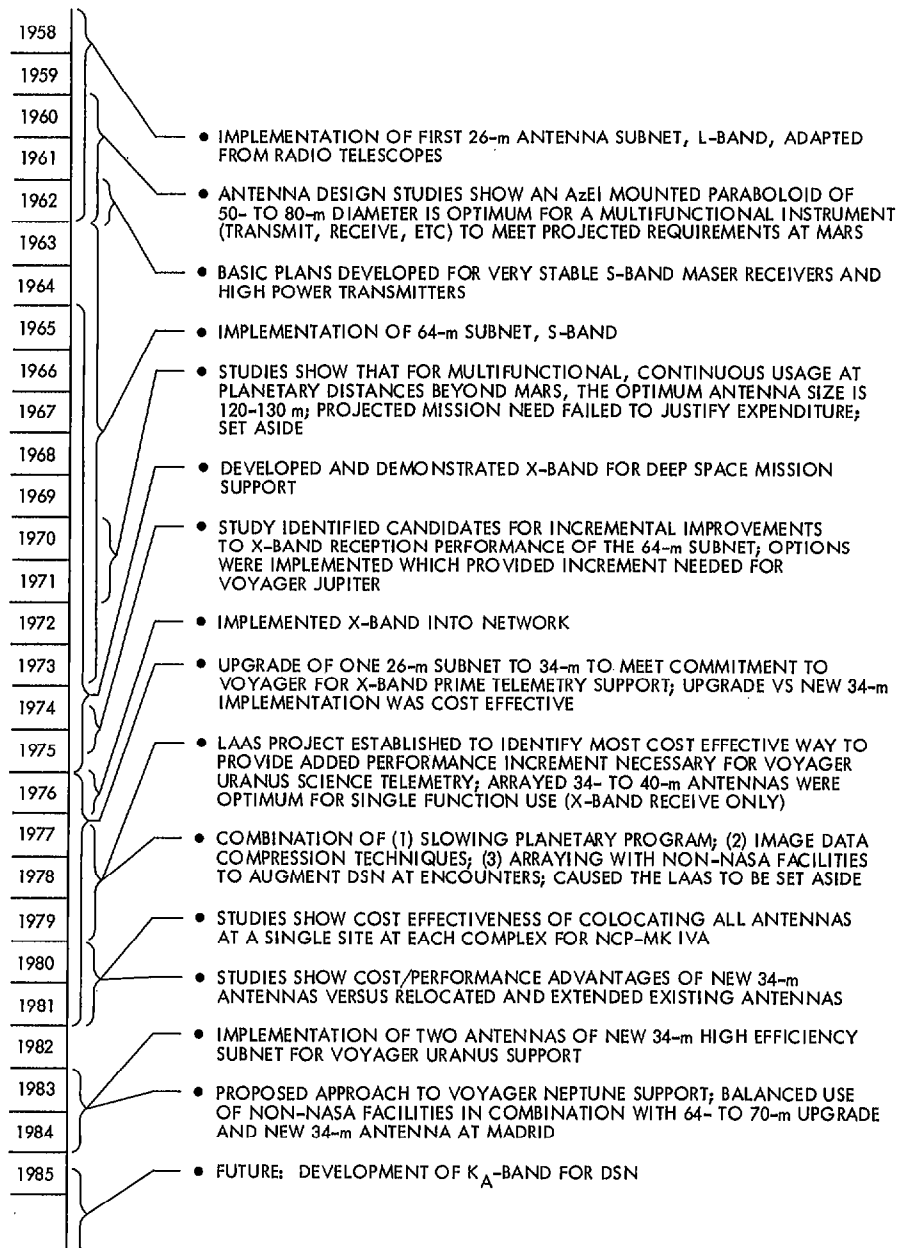 1958
1959
1960
1961
1962
1963
1964
1965
1966
1967
1968
1969
1970
1971
1972
1973
1974
1975
1976
1977
1978
1979
1980
1981
1982
1983
1984
1985
• IMPLEMENTATION OF FIRST 26-m ANTENNA SUBNET, L-BAND, ADAPTED
FROM RADIO TELESCOPES
• ANTENNA DESIGN STUDIES SHOW AN AzEl MOUNTED PARABOLOID OF
50- TO 80-m DIAMETER IS OPTIMUM FOR A MULTIFUNCTIONAL INSTRUMENT
(TRANSMIT, RECEIVE, ETC) TO MEET PROJECTED REQUIREMENTS AT MARS
• BASIC PLANS DEVELOPED FOR VERY STABLE S-BAND MASER RECEIVERS AND
HIGH POWER TRANSMITTERS
• IMPLEMENTATION OF 64-m SUBNET, S-BAND
• STUDIES SHOW THAT FOR MULTIFUNCTIONAL, CONTINUOUS USAGE AT
PLANETARY DISTANCES BEYOND MARS, THE OPTIMUM ANTENNA SIZE IS
120-130 m; PROJECTED MISSION NEED FAILED TO JUSTIFY EXPENDITURE;
SET ASIDE
• DEVELOPED AND DEMONSTRATED X-BAND FOR DEEP SPACE MISSION
SUPPORT
• STUDY IDENTIFIED CANDIDATES FOR INCREMENTAL IMPROVEMENTS
TO X-BAND RECEPTION PERFORMANCE OF THE 64-m SUBNET; OPTIONS
WERE IMPLEMENTED WHICH PROVIDED INCREMENT NEEDED FOR
VOYAGER JUPITER
• IMPLEMENTED X-BAND INTO NETWORK
• UPGRADE OF ONE 26-m SUBNET TO 34-m TO MEET COMMITMENT TO
VOYAGER FOR X-BAND PRIME TELEMETRY SUPPORT; UPGRADE VS NEW 34-m
IMPLEMENTATION WAS COST EFFECTIVE
• LAAS PROJECT ESTABLISHED TO IDENTIFY MOST COST EFFECTIVE WAY TO
PROVIDE ADDED PERFORMANCE INCREMENT NECESSARY FOR VOYAGER
URANUS SCIENCE TELEMETRY; ARRAYED 34- TO 40-m ANTENNAS WERE
OPTIMUM FOR SINGLE FUNCTION USE (X-BAND RECEIVE ONLY)
• COMBINATION OF (1) SLOWING PLANETARY PROGRAM; (2) IMAGE DATA
COMPRESSION TECHNIQUES; (3) ARRAYING WITH NON-NASA FACILITIES
TO AUGMENT DSN AT ENCOUNTERS; CAUSED THE LAAS TO BE SET ASIDE
• STUDIES SHOW COST EFFECTIVENESS OF COLOCATING ALL ANTENNAS
AT A SINGLE SITE AT EACH COMPLEX FOR NCP-MK IVA
• STUDIES SHOW COST/PERFORMANCE ADVANTAGES OF NEW 34-m
ANTENNAS VERSUS RELOCATED AND EXTENDED EXISTING ANTENNAS
• IMPLEMENTATION OF TWO ANTENNAS OF NEW 34-m HIGH EFFICIENCY
SUBNET FOR VOYAGER URANUS SUPPORT
• PROPOSED APPROACH TO VOYAGER NEPTUNE SUPPORT; BALANCED USE
OF NON-NASA FACILITIES IN COMBINATION WITH 64- TO 70-m UPGRADE
AND NEW 34-m ANTENNA AT MADRID
• FUTURE: DEVELOPMENT OF KA-BAND FOR DSN